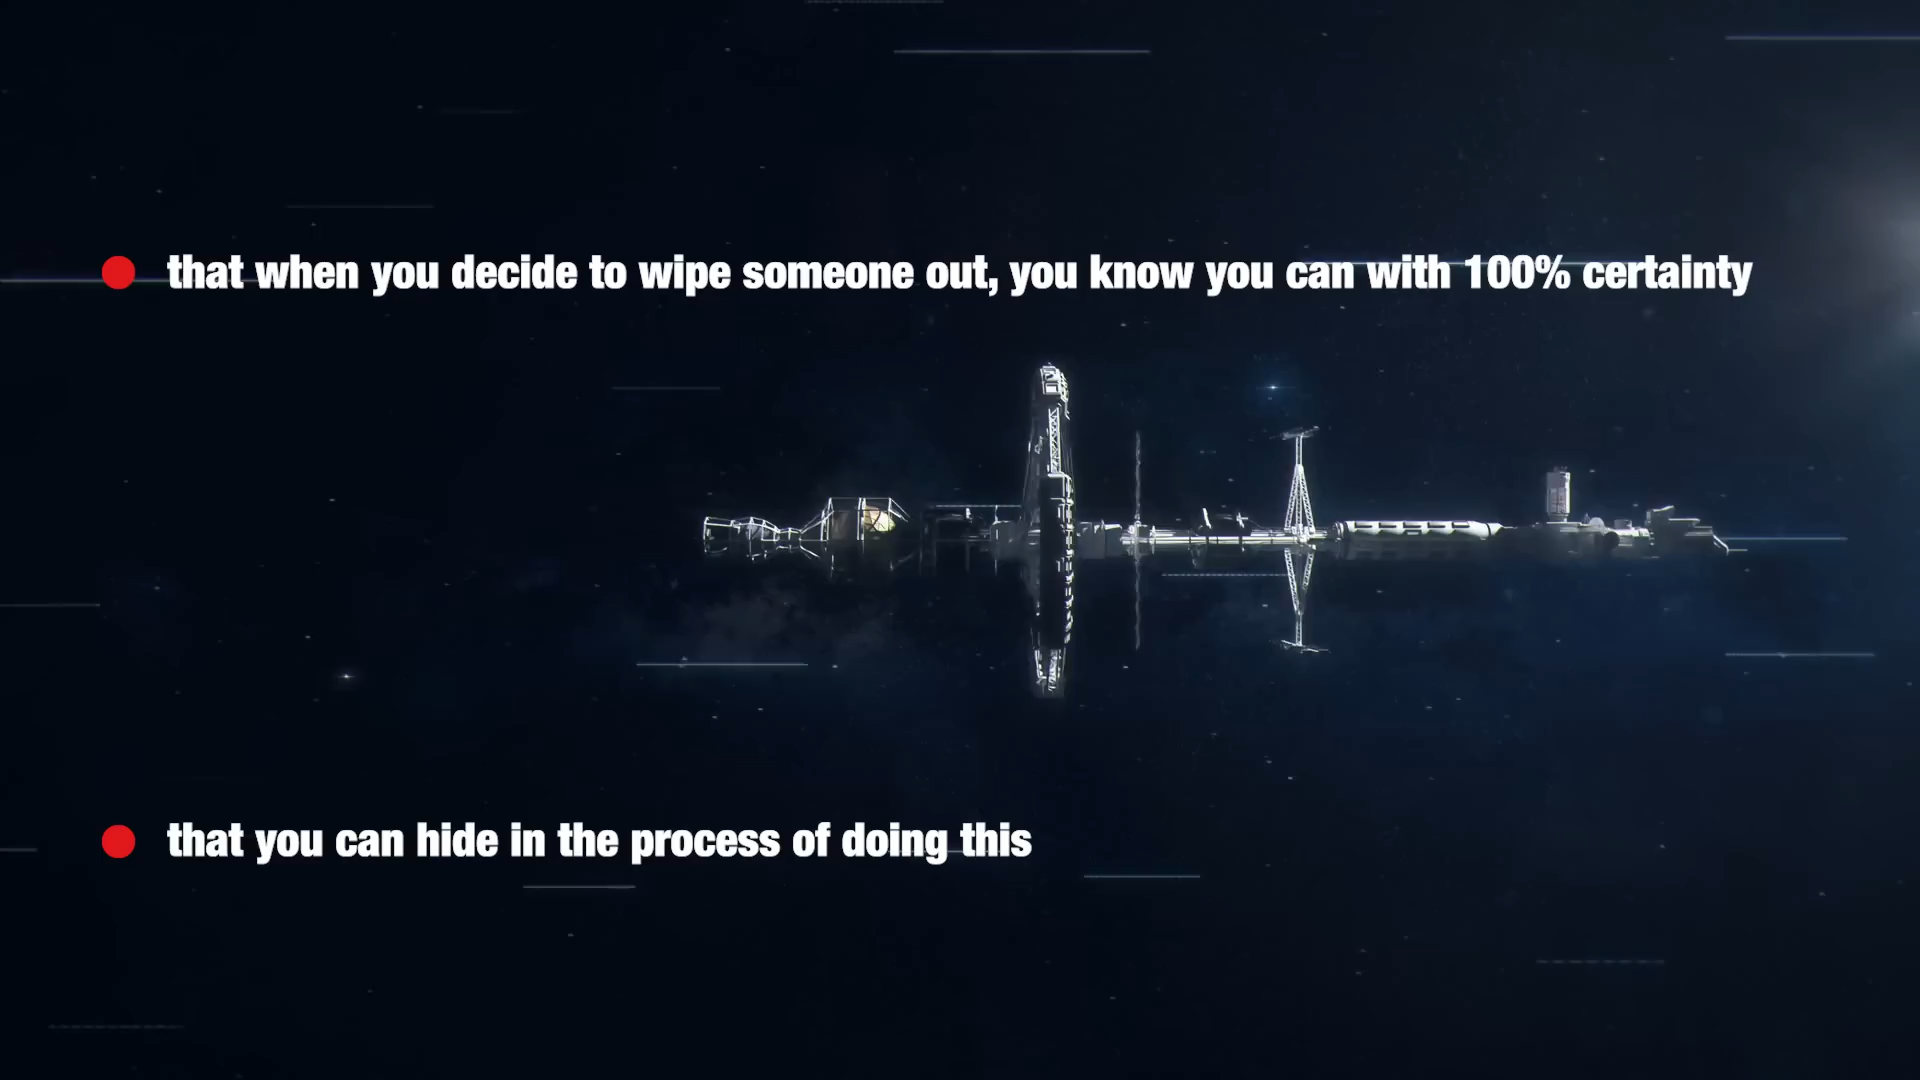 that when you decide to wipe someone out, you know you can with 100% certainty
that you can hide in the process of doing this